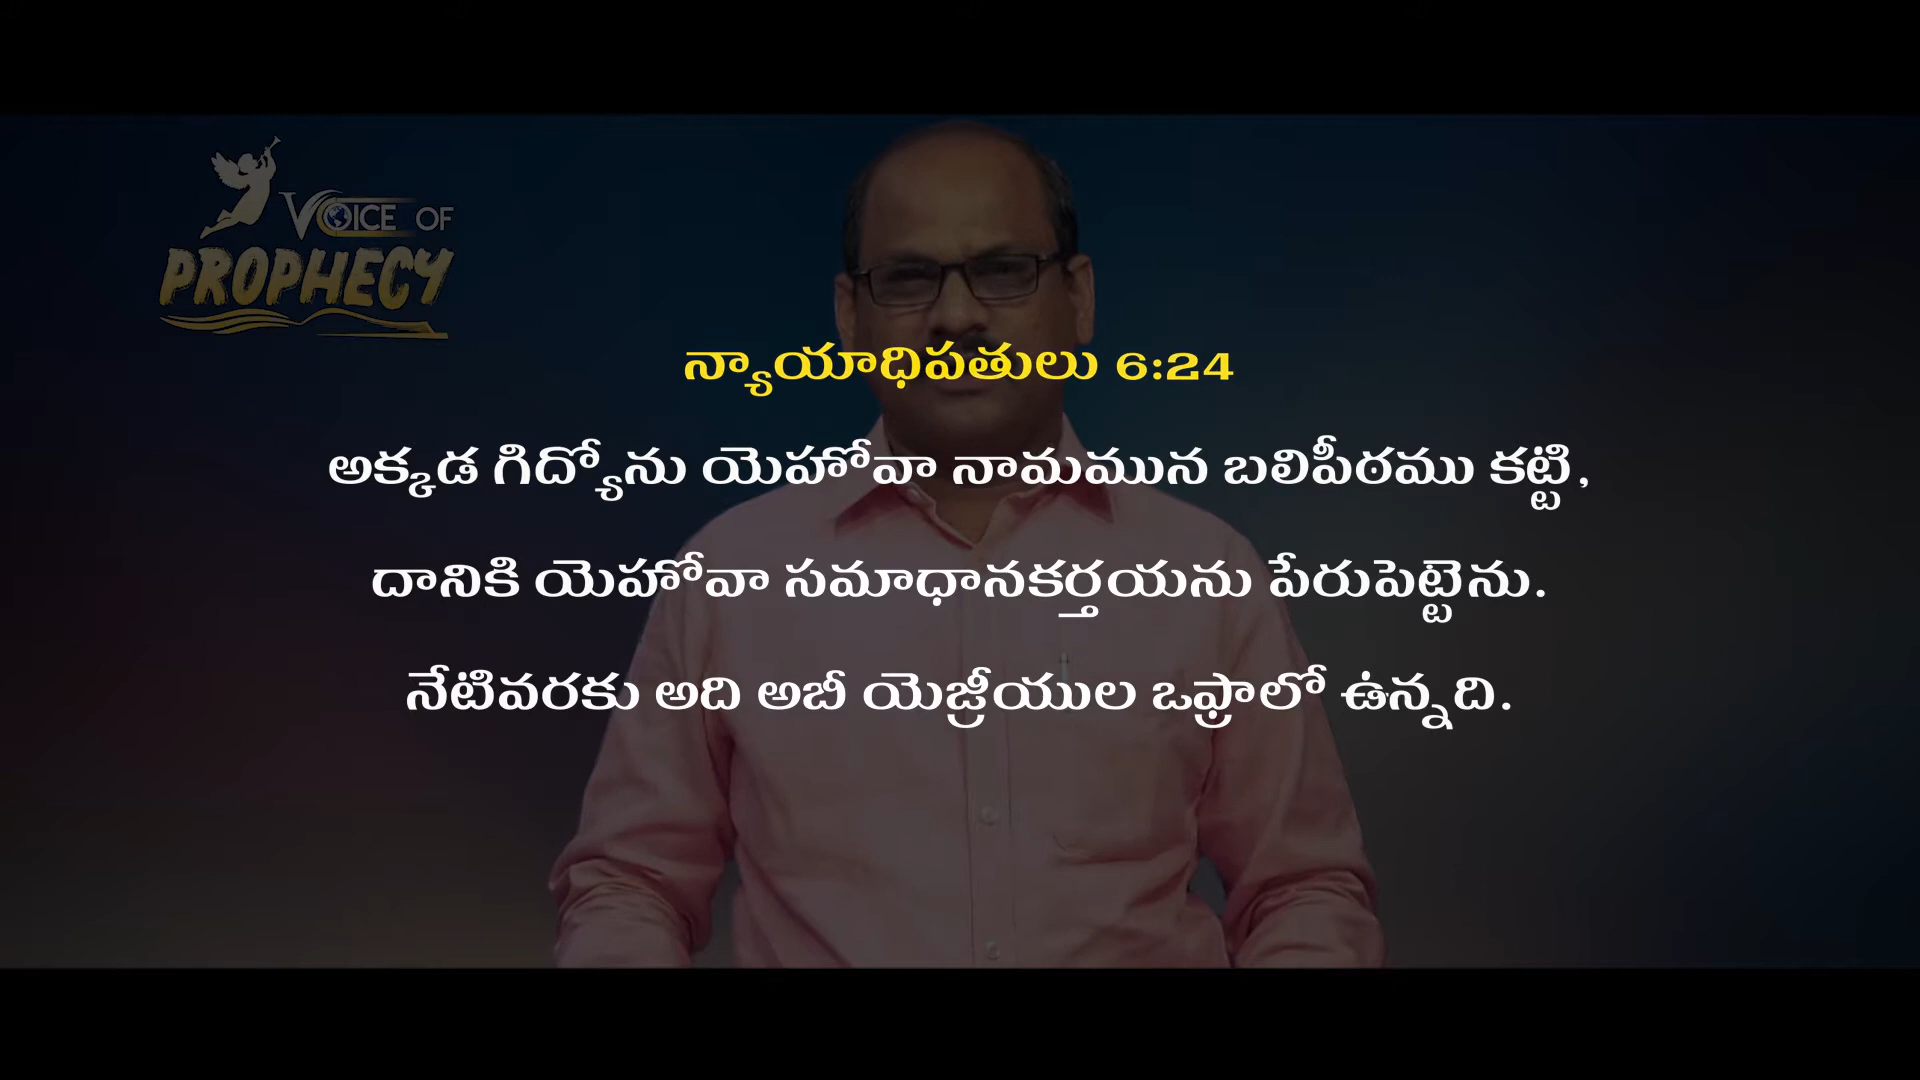 VOICE OF
PROPHECY
న్యాయాధిపతులు 6:24
అక్కడ గిద్యోను యెహోవా నామమున బలిపీఠము కట్టి,
దానికి యెహోవా సమాధానకర్తయను పేరుపెట్టెను.
నేటివరకు అది అబీ యెజ్రీయుల ఒఫ్రాలో ఉన్నది.